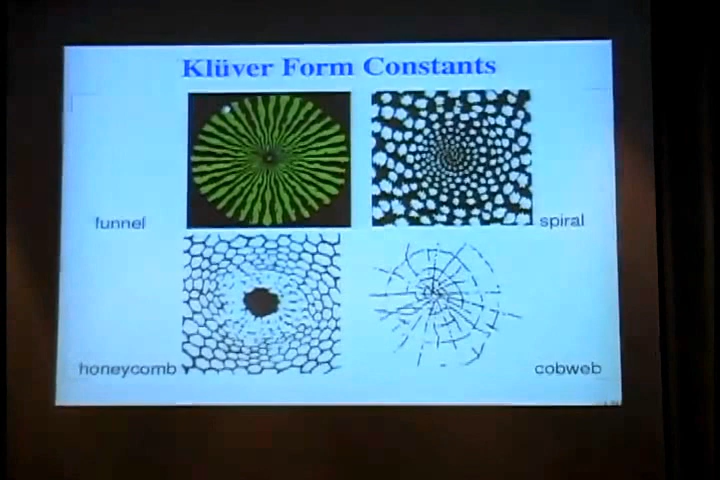 Klüver Form Constants
funnel
spiral
honeycomb
cobweb